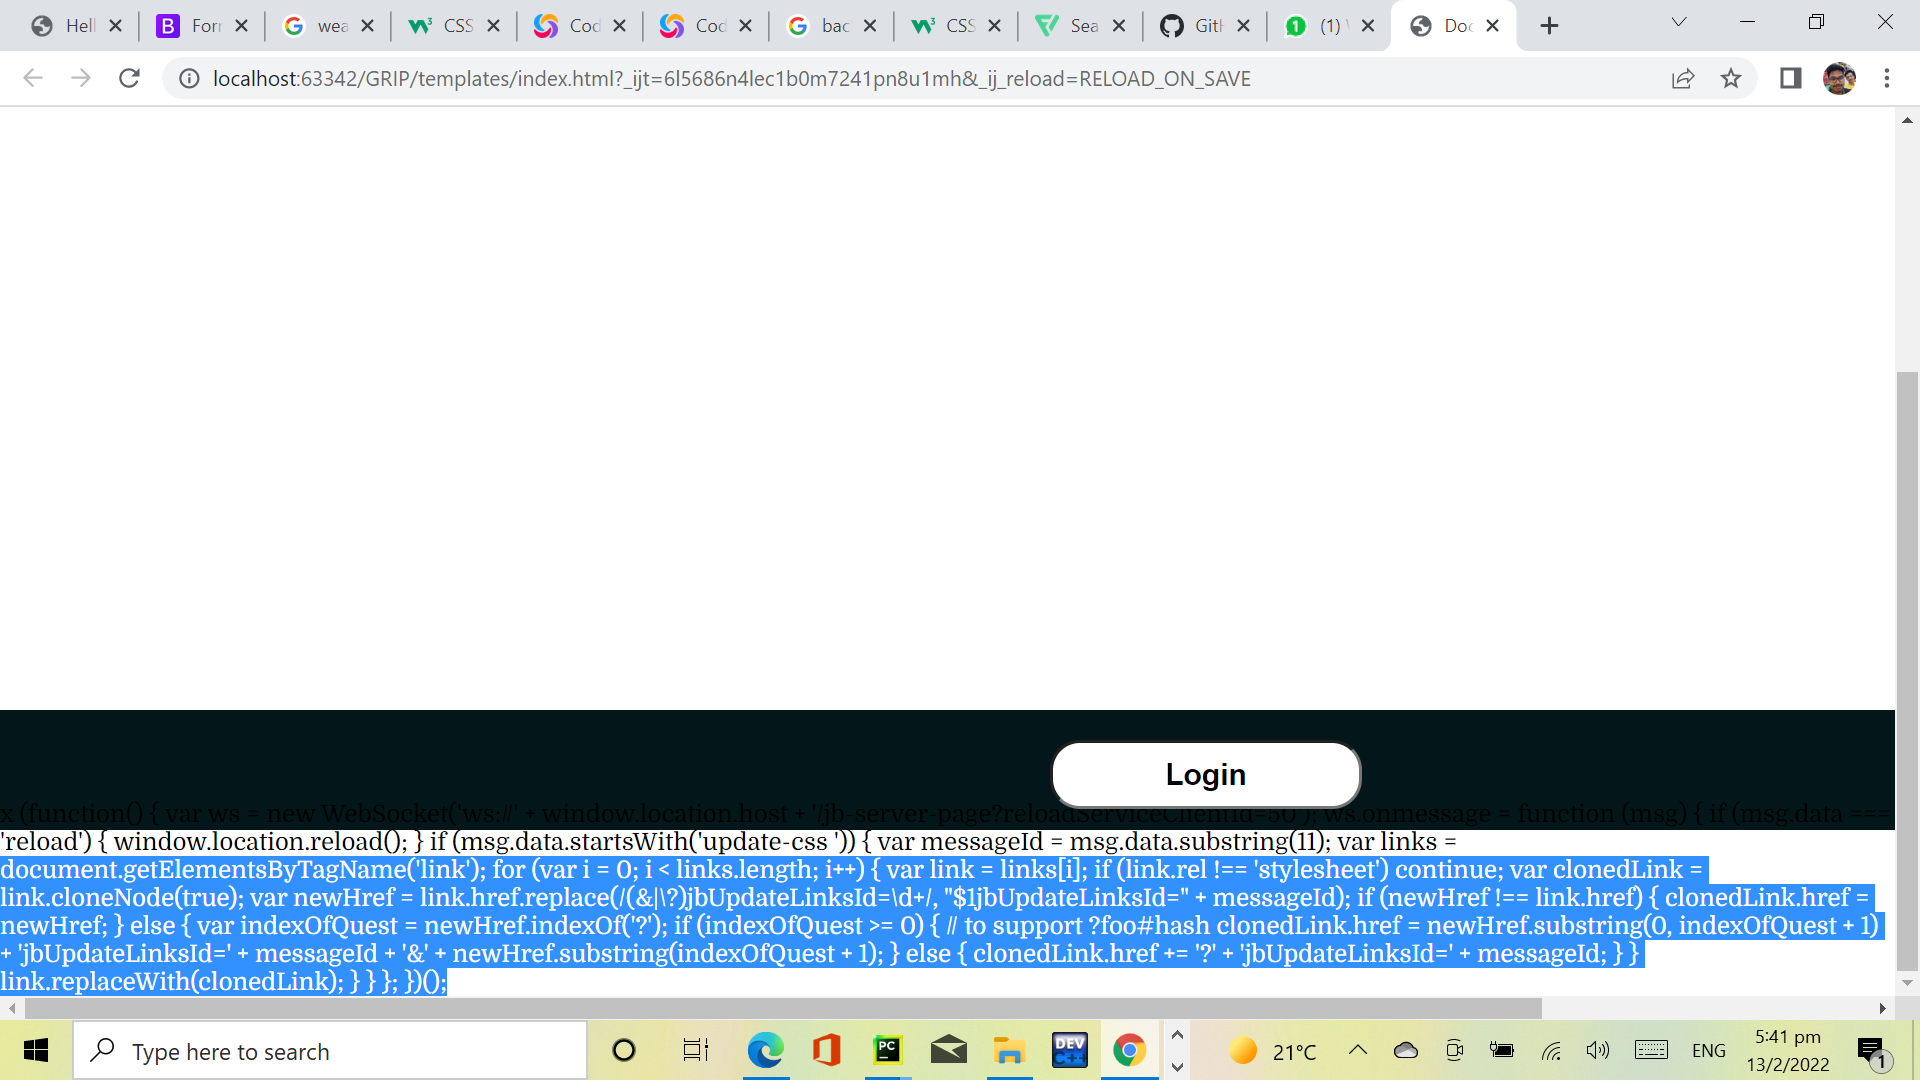 Hell
For
wea
CSS
Cod
Cod
bac
CSS
Sea
Git
(1)
Doc
localhost:63342/GRIP/templates/index.html?_ijt=6l5686n4lec1b0m7241pn8u1mh&_ij_reload=RELOAD_ON_SAVE
Login
x (function() { var ws = new WebSocket('ws://' + window.location.host + '/jb-server-page?reloadServiceClientId=50'); ws.onmessage = function (msg) { if (msg.data ===
'reload') { window.location.reload(); } if (msg.data.startsWith('update-css ')) { var messageId = msg.data.substring(11); var links =
document.getElementsByTagName('link'); for (var i = 0; i < links.length; i++) { var link = links[i]; if (link.rel !== 'stylesheet') continue; var clonedLink =
link.cloneNode(true); var newHref = link.href.replace(/(&|\?)jbUpdateLinksId=\d+/, "$1jbUpdateLinksId=" + messageId); if (newHref !== link.href) { clonedLink.href =
newHref; } else { var indexOfQuest = newHref.indexOf('?'); if (indexOfQuest >= 0) { // to support ?foo#hash clonedLink.href = newHref.substring(0, indexOfQuest + 1)
+ 'jbUpdateLinksId=' + messageId + '&' + newHref.substring(indexOfQuest + 1); } else { clonedLink.href += '?' + 'jbUpdateLinksId=' + messageId; } }
link.replaceWith(clonedLink); } } }; })();
Type here to search
PC
DEV
C++
21°C
ENG
5:41 pm
13/2/2022
1